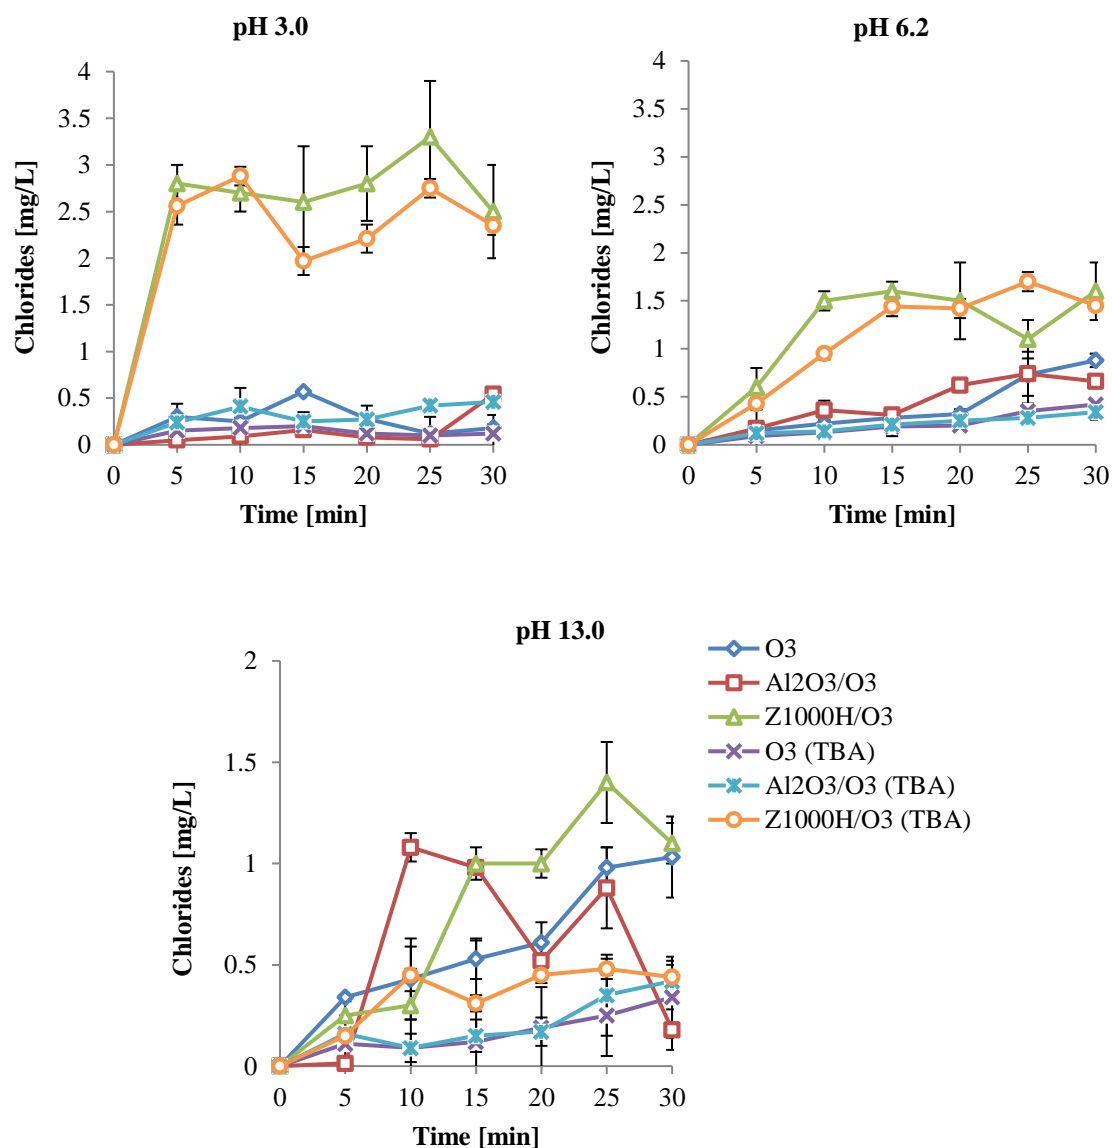 pH 3.0
4
3.5
3
2.5
2
1.5
1
0.5
0
Chlorides [mg/L]
0 5 10 15 20 25 30
Time [min]
pH 6.2
4
3.5
3
2.5
2
1.5
1
0.5
0
Chlorides [mg/L]
0 5 10 15 20 25 30
Time [min]
pH 13.0
2
1.5
1
0.5
0
Chlorides [mg/L]
0 5 10 15 20 25 30
Time [min]
O3
Al2O3/O3
Z1000H/O3
O3 (TBA)
Al2O3/O3 (TBA)
Z1000H/O3 (TBA)